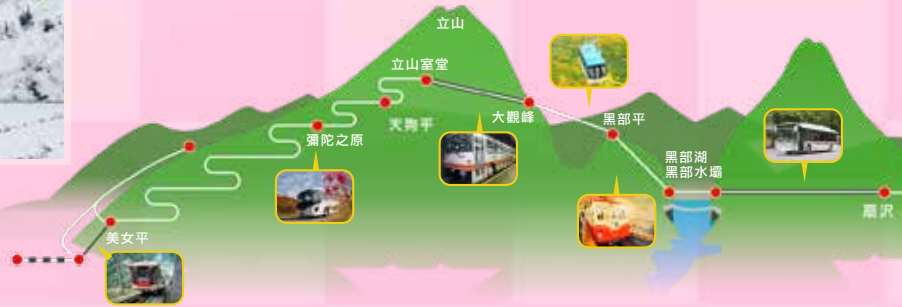 立山
立山室堂
天狗平
彌陀之原
美女平
大觀峰
黑部平
黑部湖
黑部水壩
扇沢